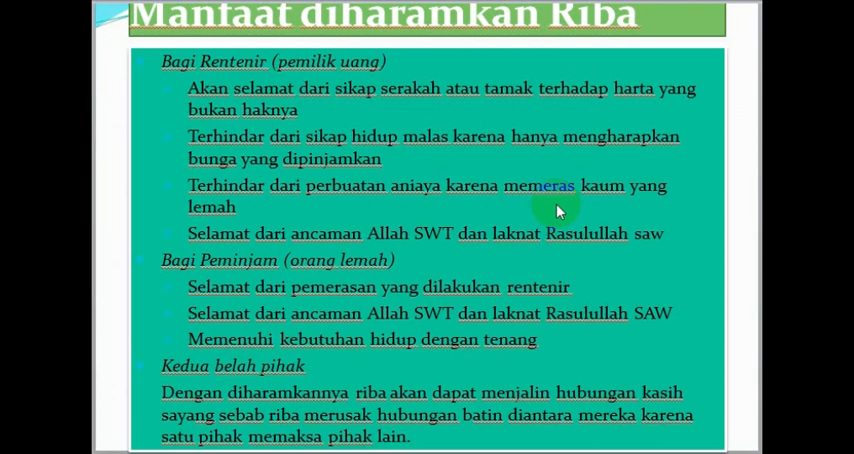 Manfaat diharamkan Riba
Bagi Rentenir (pemilik uang)
Akan selamat dari sikap serakah atau tamak terhadap harta yang
bukan haknya
Terhindar dari sikap hidup malas karena hanya mengharapkan
bunga yang dipinjamkan
Terhindar dari perbuatan aniaya karena memeras kaum yang
lemah
Selamat dari ancaman Allah SWT dan laknat Rasulullah saw
Bagi Peminjam (orang lemah)
Selamat dari pemerasan yang dilakukan rentenir
Selamat dari ancaman Allah SWT dan laknat Rasulullah SAW
Memenuhi kebutuhan hidup dengan tenang
Kedua belah pihak
Dengan diharamkannya riba akan dapat menjalin hubungan kasih
sayang sebab riba merusak hubungan batin diantara mereka karena
satu pihak memaksa pihak lain.